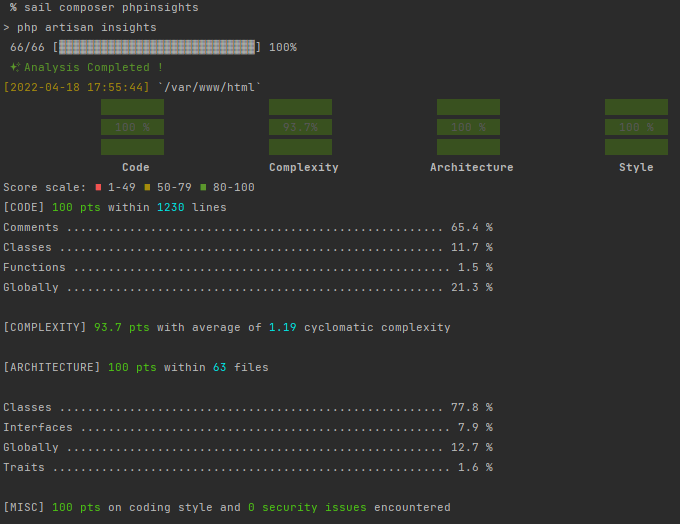 % sail composer phpinsights
> php artisan insights
66/66 [▓▓▓▓▓▓▓▓▓▓▓▓▓▓▓▓▓▓▓▓▓▓▓▓▓▓▓▓] 100%
✨ Analysis Completed !
[2022-04-18 17:55:44] `/var/www/html`
100 % 93.7% 100 % 100 %
Code Complexity Architecture Style
Score scale: ◼ 1-49 ◼ 50-79 ◼ 80-100
[CODE] 100 pts within 1230 lines
Comments ...................................................... 65.4 %
Classes ....................................................... 11.7 %
Functions ...................................................... 1.5 %
Globally ...................................................... 21.3 %
[COMPLEXITY] 93.7 pts with average of 1.19 cyclomatic complexity
[ARCHITECTURE] 100 pts within 63 files
Classes ....................................................... 77.8 %
Interfaces ..................................................... 7.9 %
Globally ...................................................... 12.7 %
Traits ......................................................... 1.6 %
[MISC] 100 pts on coding style and 0 security issues encountered